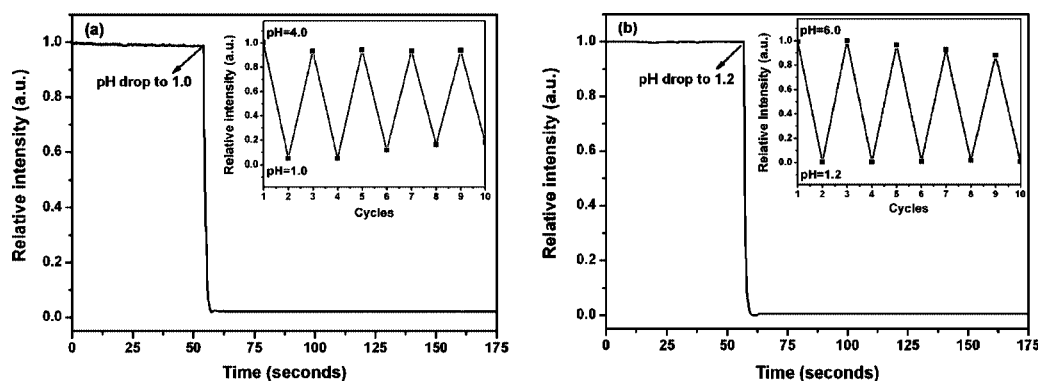 (a)
pH=4.0
1.0
0.8
0.6
0.4
0.2
0.0
pH=1.0
1 2 3 4 5 6 7 8 9 10
Cycles
Relative intensity (a.u.)
pH drop to 1.0
1.0
0.8
0.6
0.4
0.2
0.0
0 25 50 75 100 125 150 175
Time (seconds)
Relative intensity (a.u.)
(b)
pH=6.0
1.0
0.8
0.6
0.4
0.2
0.0
pH=1.2
1 2 3 4 5 6 7 8 9 10
Cycles
Relative Intensity (a.u.)
pH drop to 1.2
1.0
0.8
0.6
0.4
0.2
0.0
0 25 50 75 100 125 150 175
Time (seconds)
Relative intensity (a.u.)